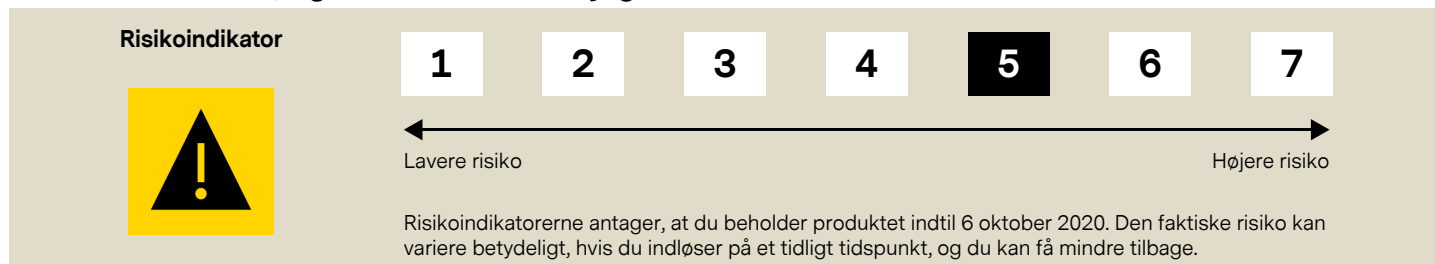 Risikoindikator
1 2 3 4 5 6 7
Lavere risiko Højere risiko
Risikoindikatorerne antager, at du beholder produktet indtil 6 oktober 2020. Den faktiske risiko kan
variere betydeligt, hvis du indløser på et tidligt tidspunkt, og du kan få mindre tilbage.